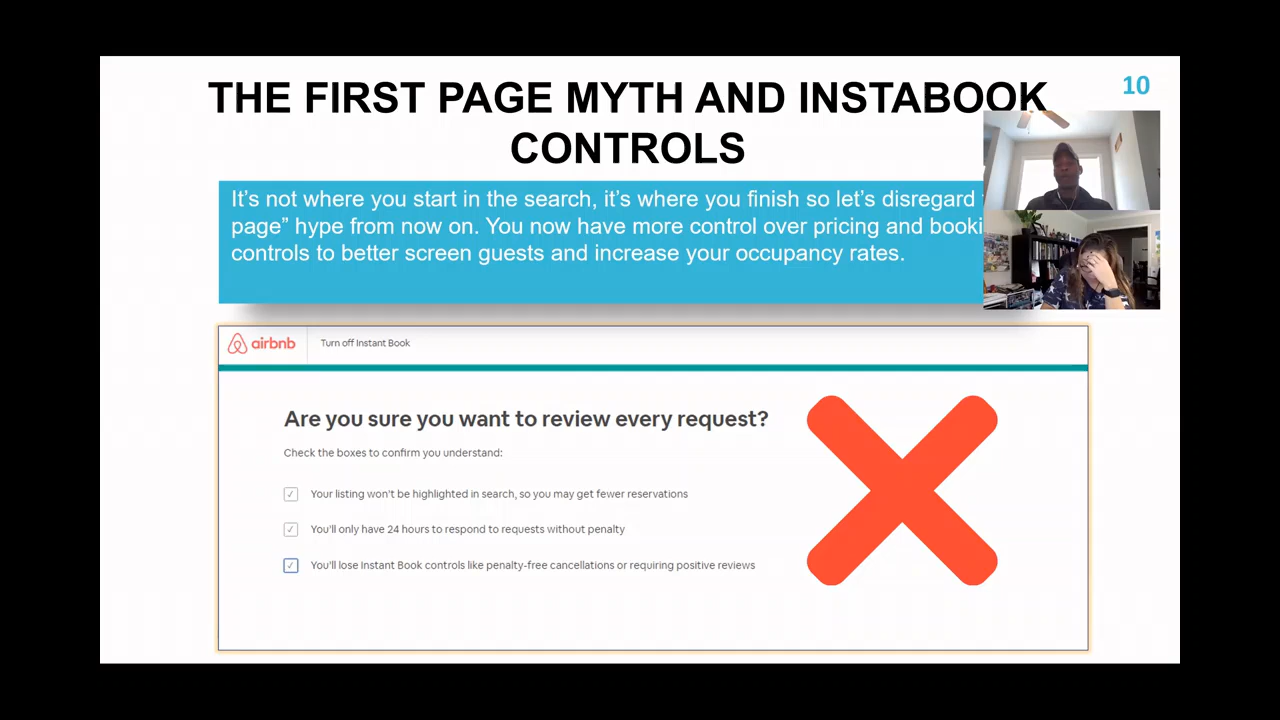 THE FIRST PAGE MYTH AND INSTABOOK
CONTROLS
10
It’s not where you start in the search, it’s where you finish so let’s disregard
page” hype from now on. You now have more control over pricing and
controls to better screen guests and increase your occupancy rates.
airbnb
Turn off Instant Book
Are you sure you want to review every request?
Check the boxes to confirm you understand:
Your listing won’t be highlighted in search, so you may get fewer reservations
You’ll only have 24 hours to respond to requests without penalty
You’ll lose Instant Book controls like penalty-free cancellations or requiring positive reviews